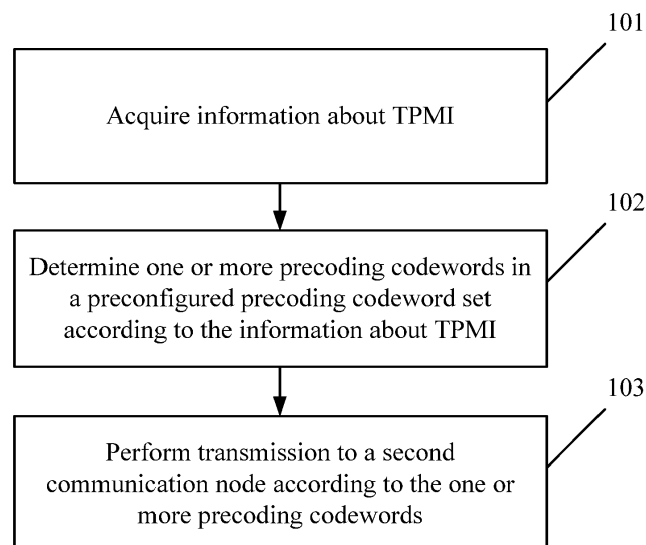 101
Acquire information about TPMI
102
Determine one or more precoding codewords in
a preconfigured precoding codeword set
according to the information about TPMI
103
Perform transmission to a second
communication node according to the one or
more precoding codewords